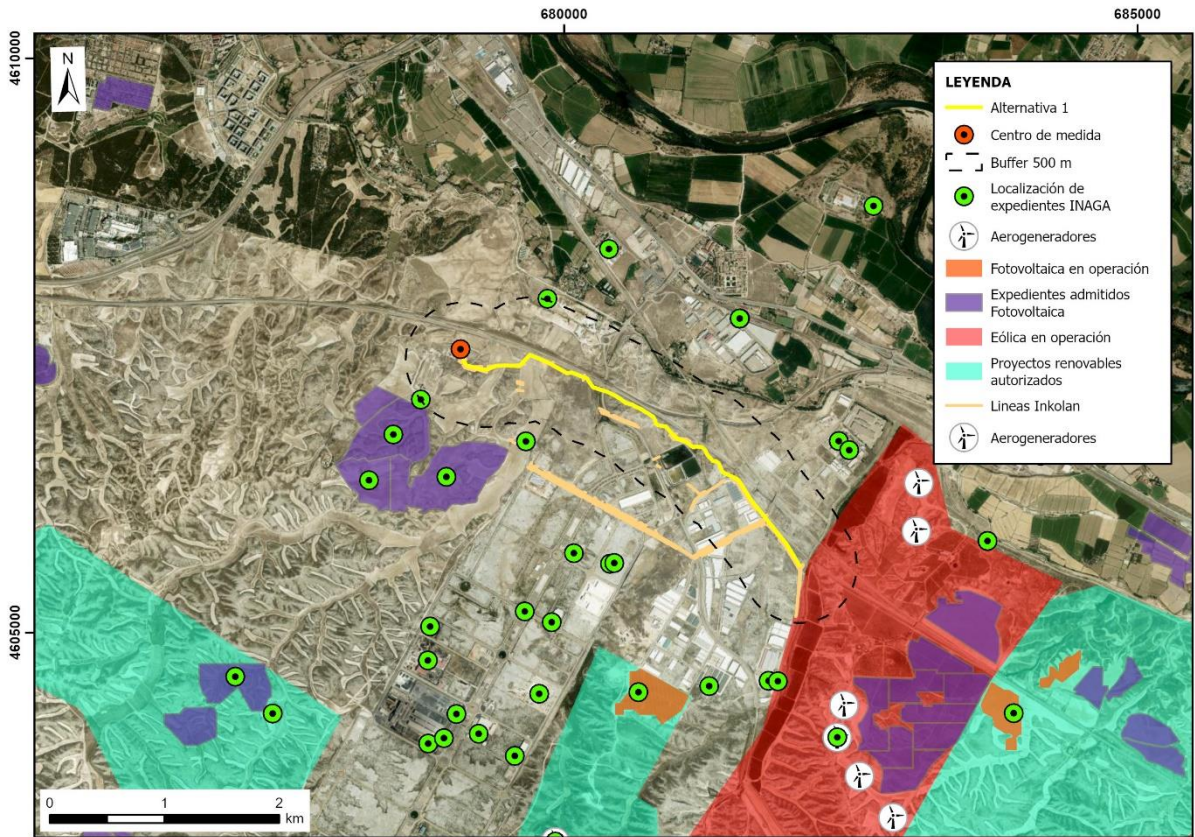 680000
685000
4610000
4605000
N
LEYENDA
Alternativa 1
Centro de medida
Buffer 500 m
Localización de
expedientes INAGA
Aerogeneradores
Fotovoltaica en operación
Expedientes admitidos
Fotovoltaica
Eólica en operación
Proyectos renovables
autorizados
Lineas Inkolan
Aerogeneradores
0
1
2
km